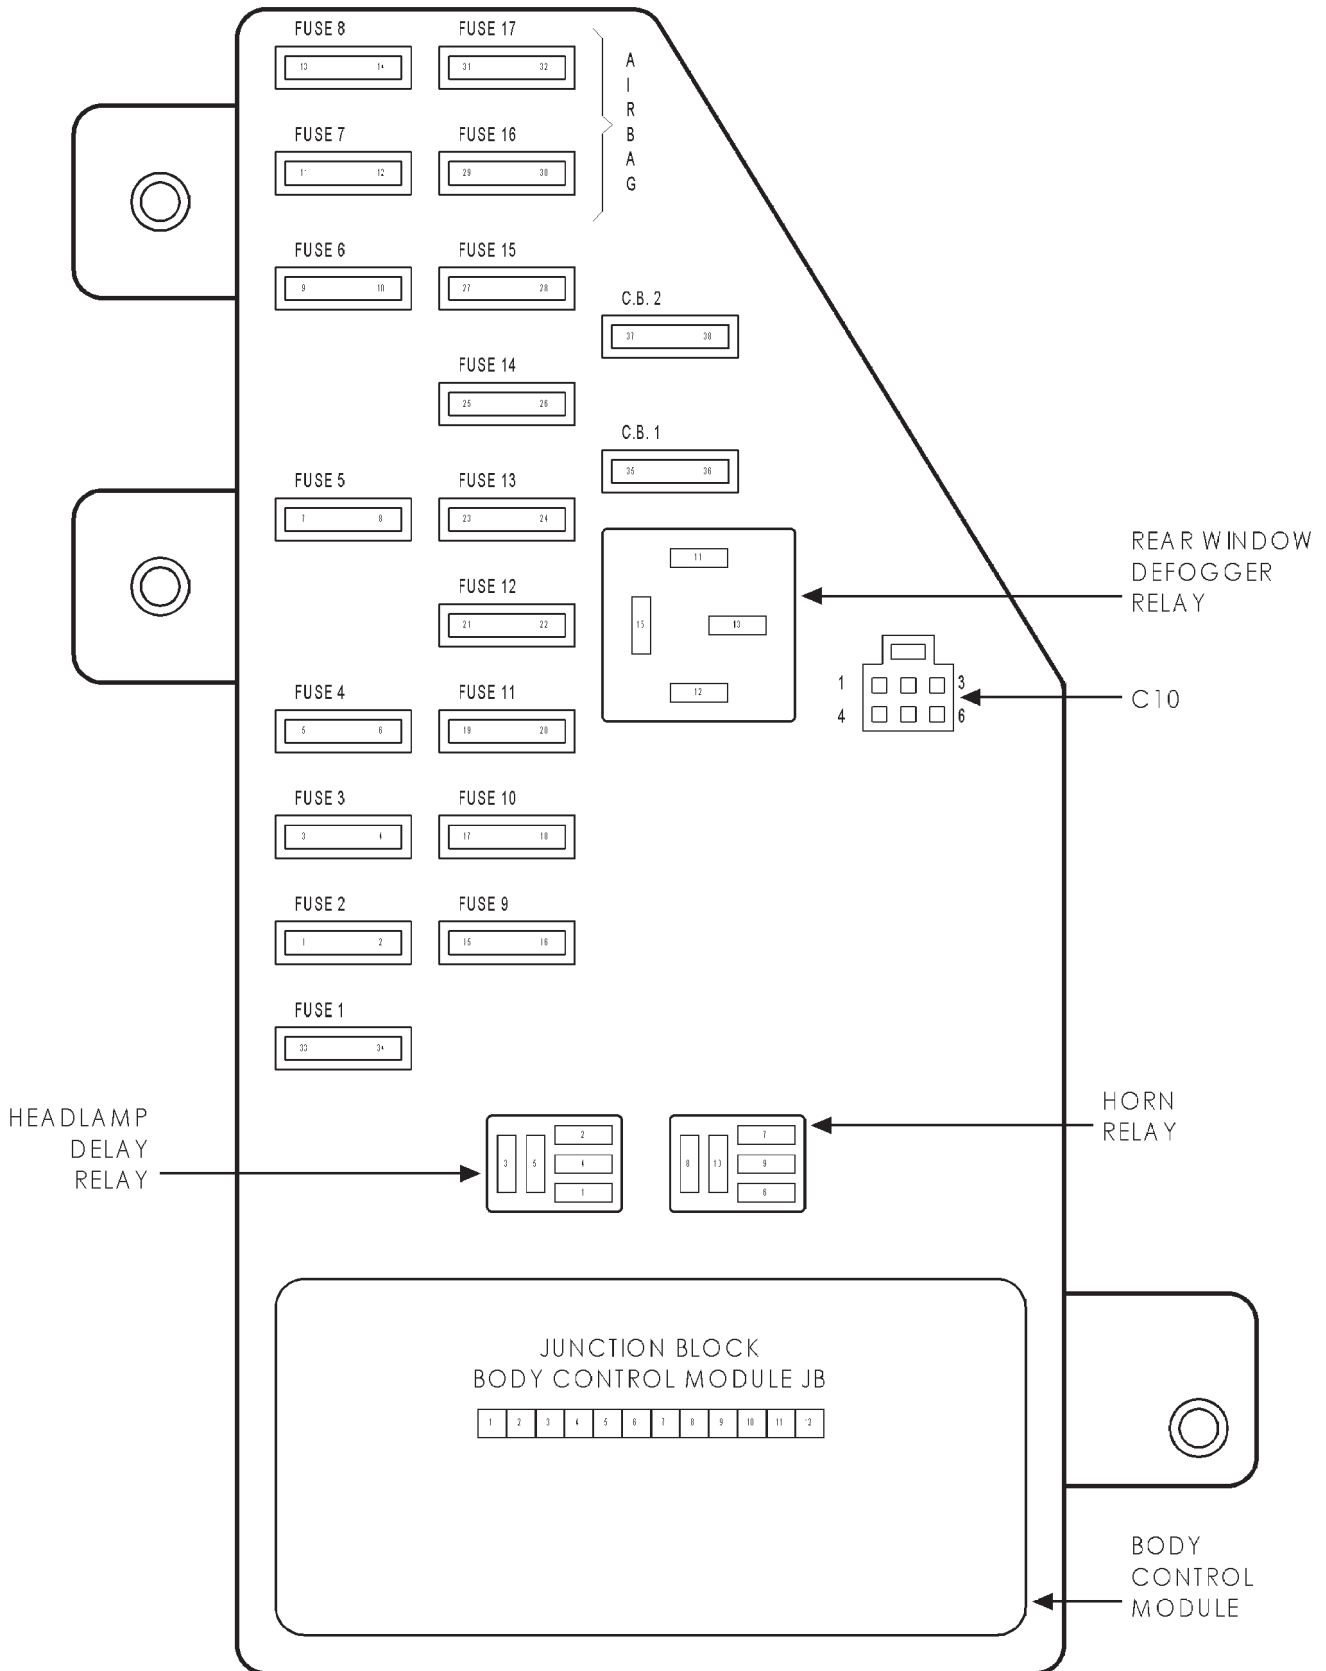 FUSE 8
FUSE 17
13 14
31 32
AIRBAG
FUSE 7
FUSE 16
11 12
29 30
FUSE 6
FUSE 15
9 10
27 28
C.B. 2
37 38
FUSE 14
25 26
C.B. 1
35 36
FUSE 5
FUSE 13
7 8
23 24
REAR WINDOW
DEFOGGER
RELAY
11
15 13
12
FUSE 12
21 22
1 3
4 6
C10
FUSE 4
FUSE 11
5 6
19 20
FUSE 3
FUSE 10
3 4
17 18
FUSE 2
FUSE 9
1 2
15 16
FUSE 1
33 34
HEADLAMP
DELAY
RELAY
2
3 5 4
1
HORN
RELAY
7
8 10 9
6
JUNCTION BLOCK
BODY CONTROL MODULE JB
1 2 3 4 5 6 7 8 9 10 11 12
BODY
CONTROL
MODULE